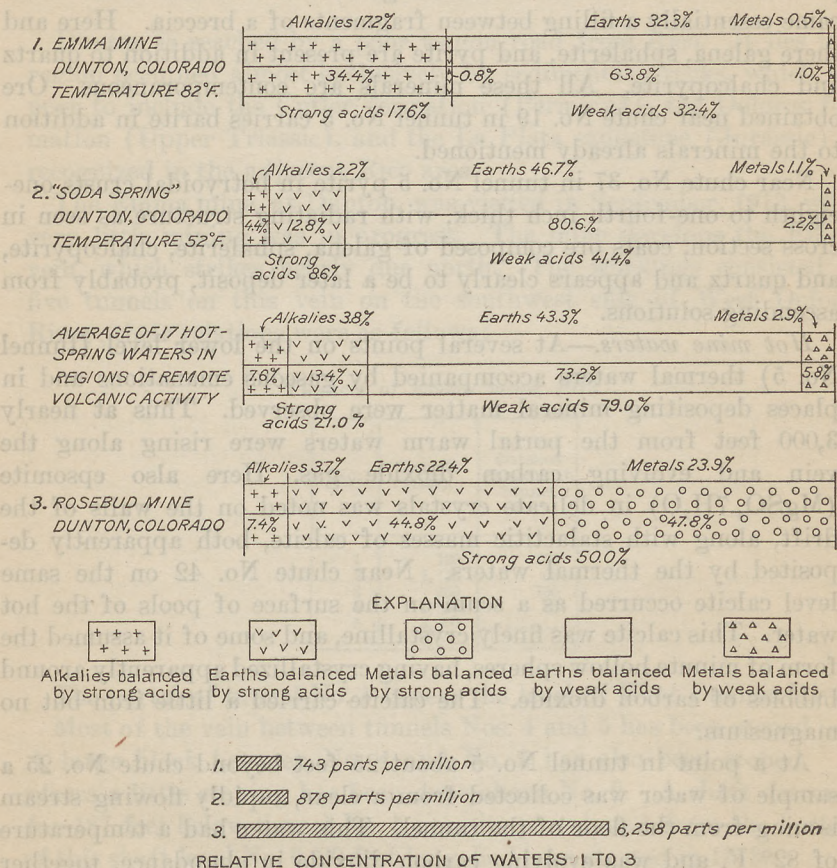 Alkalies 17.2% Earths 32.3% Metals 0.5%
1. EMMA MINE
DUNTON, COLORADO
TEMPERATURE 82°F.
34.4% 0.8% 63.8% 1.0%
Strong acids 17.6% Weak acids 32.4%
Alkalies 2.2% Earths 46.7% Metals 1.1%
2. "SODA SPRING"
DUNTON, COLORADO
TEMPERATURE 52°F.
4.4% 12.8% 80.6% 2.2%
Strong
acids 8.6%
Weak acids 41.4%
Alkalies 3.8% Earths 43.3% Metals 2.9%
AVERAGE OF 17 HOT-
SPRING WATERS IN
REGIONS OF REMOTE
VOLCANIC ACTIVITY
7.6% 13.4% 73.2% 5.8%
Strong
acids 21.0%
Weak acids 79.0%
Alkalies 3.7% Earths 22.4% Metals 23.9%
3. ROSEBUD MINE
DUNTON, COLORADO
7.4% 44.8% 47.8%
Strong acids 50.0%
EXPLANATION
Alkalies balanced
by strong acids
Earths balanced
by strong acids
Metals balanced
by strong acids
Earths balanced
by weak acids
Metals balanced
by weak acids
1. 743 parts per million
2. 878 parts per million
3. 6,258 parts per million
RELATIVE CONCENTRATION OF WATERS 1 TO 3